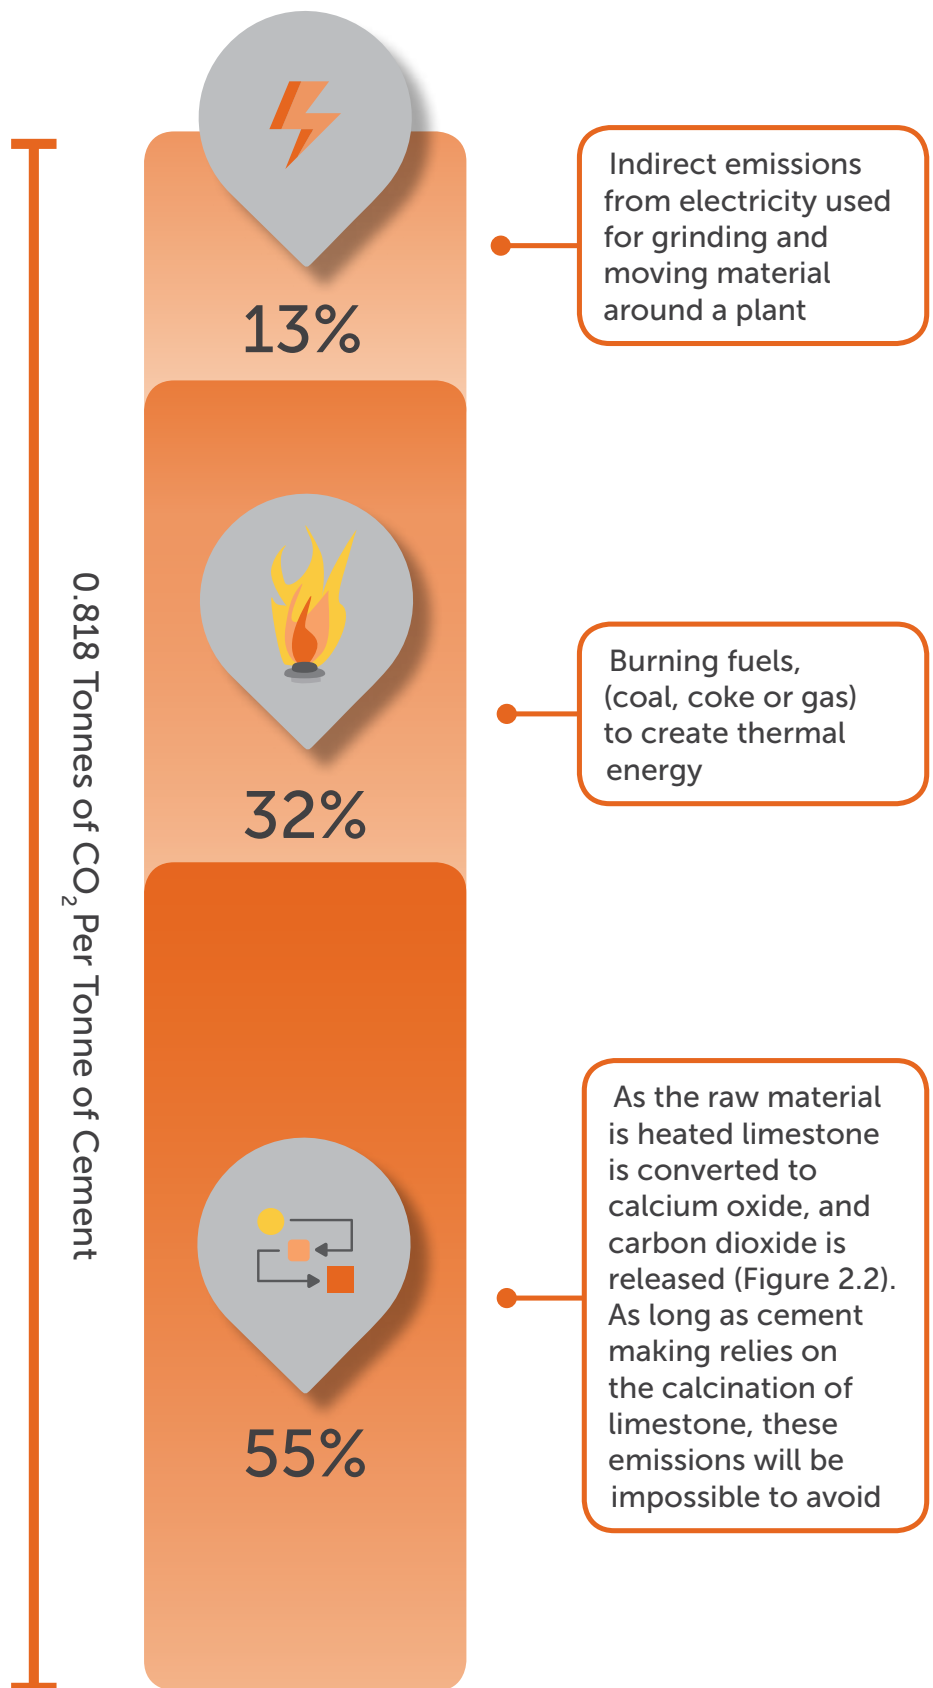 Indirect emissions
from electricity used
for grinding and
moving material
around a plant
13%
Burning fuels,
(coal, coke or gas)
to create thermal
energy
32%
0.818 Tonnes of CO₂ Per Tonne of Cement
As the raw material
is heated limestone
is converted to
calcium oxide, and
carbon dioxide is
released (Figure 2.2).
As long as cement
making relies on
the calcination of
limestone, these
emissions will be
impossible to avoid
55%